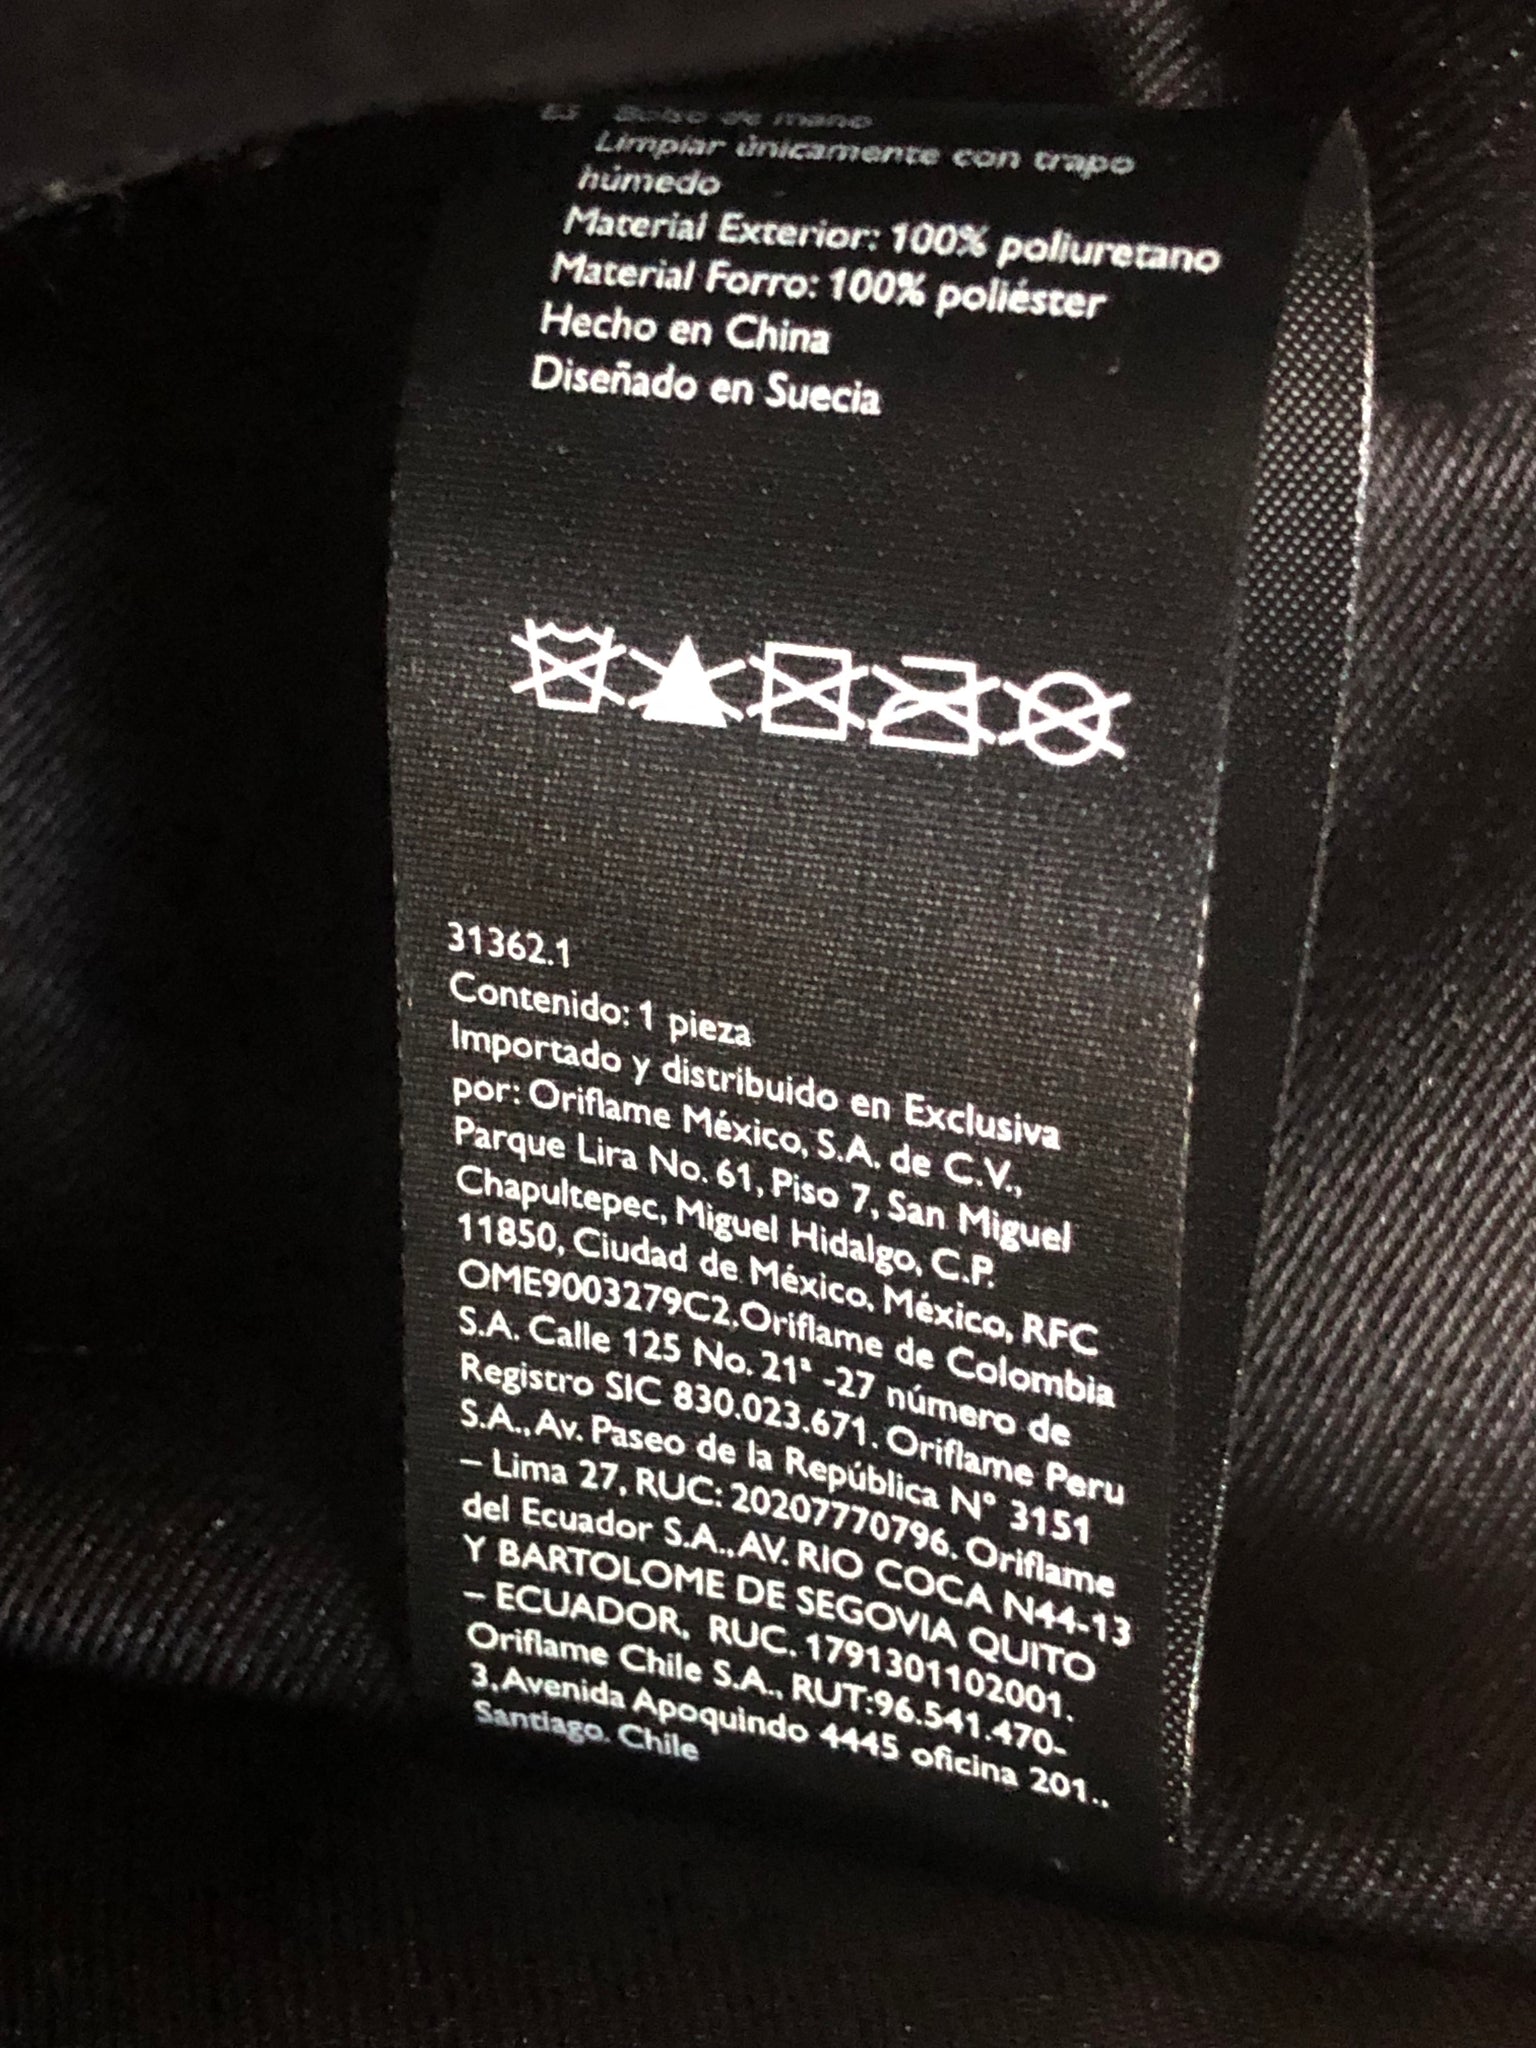 ES Bolso de mano
Limpiar únicamente con trapo
húmedo
Material Exterior: 100% poliuretano
Material Forro: 100% poliéster
Hecho en China
Diseñado en Suecia
31362.1
Contenido: 1 pieza
Importado y distribuido en Exclusiva
por: Oriflame México, S.A. de C.V.,
Parque Lira No. 61, Piso 7, San Miguel
Chapultepec, Miguel Hidalgo, C.P.
11850, Ciudad de México, México, RFC
OME9003279C2.Oriflame de Colombia
S.A. Calle 125 No. 21ª -27 número de
Registro SIC 830.023.671. Oriflame Peru
S.A., Av. Paseo de la República N° 3151
– Lima 27, RUC: 20207770796. Oriflame
del Ecuador S.A., AV. RIO COCA N44-13
Y BARTOLOME DE SEGOVIA QUITO
– ECUADOR, RUC. 1791301102001.
Oriflame Chile S.A., RUT:96.541.470-
3, Avenida Apoquindo 4445 oficina 201..
Santiago. Chile